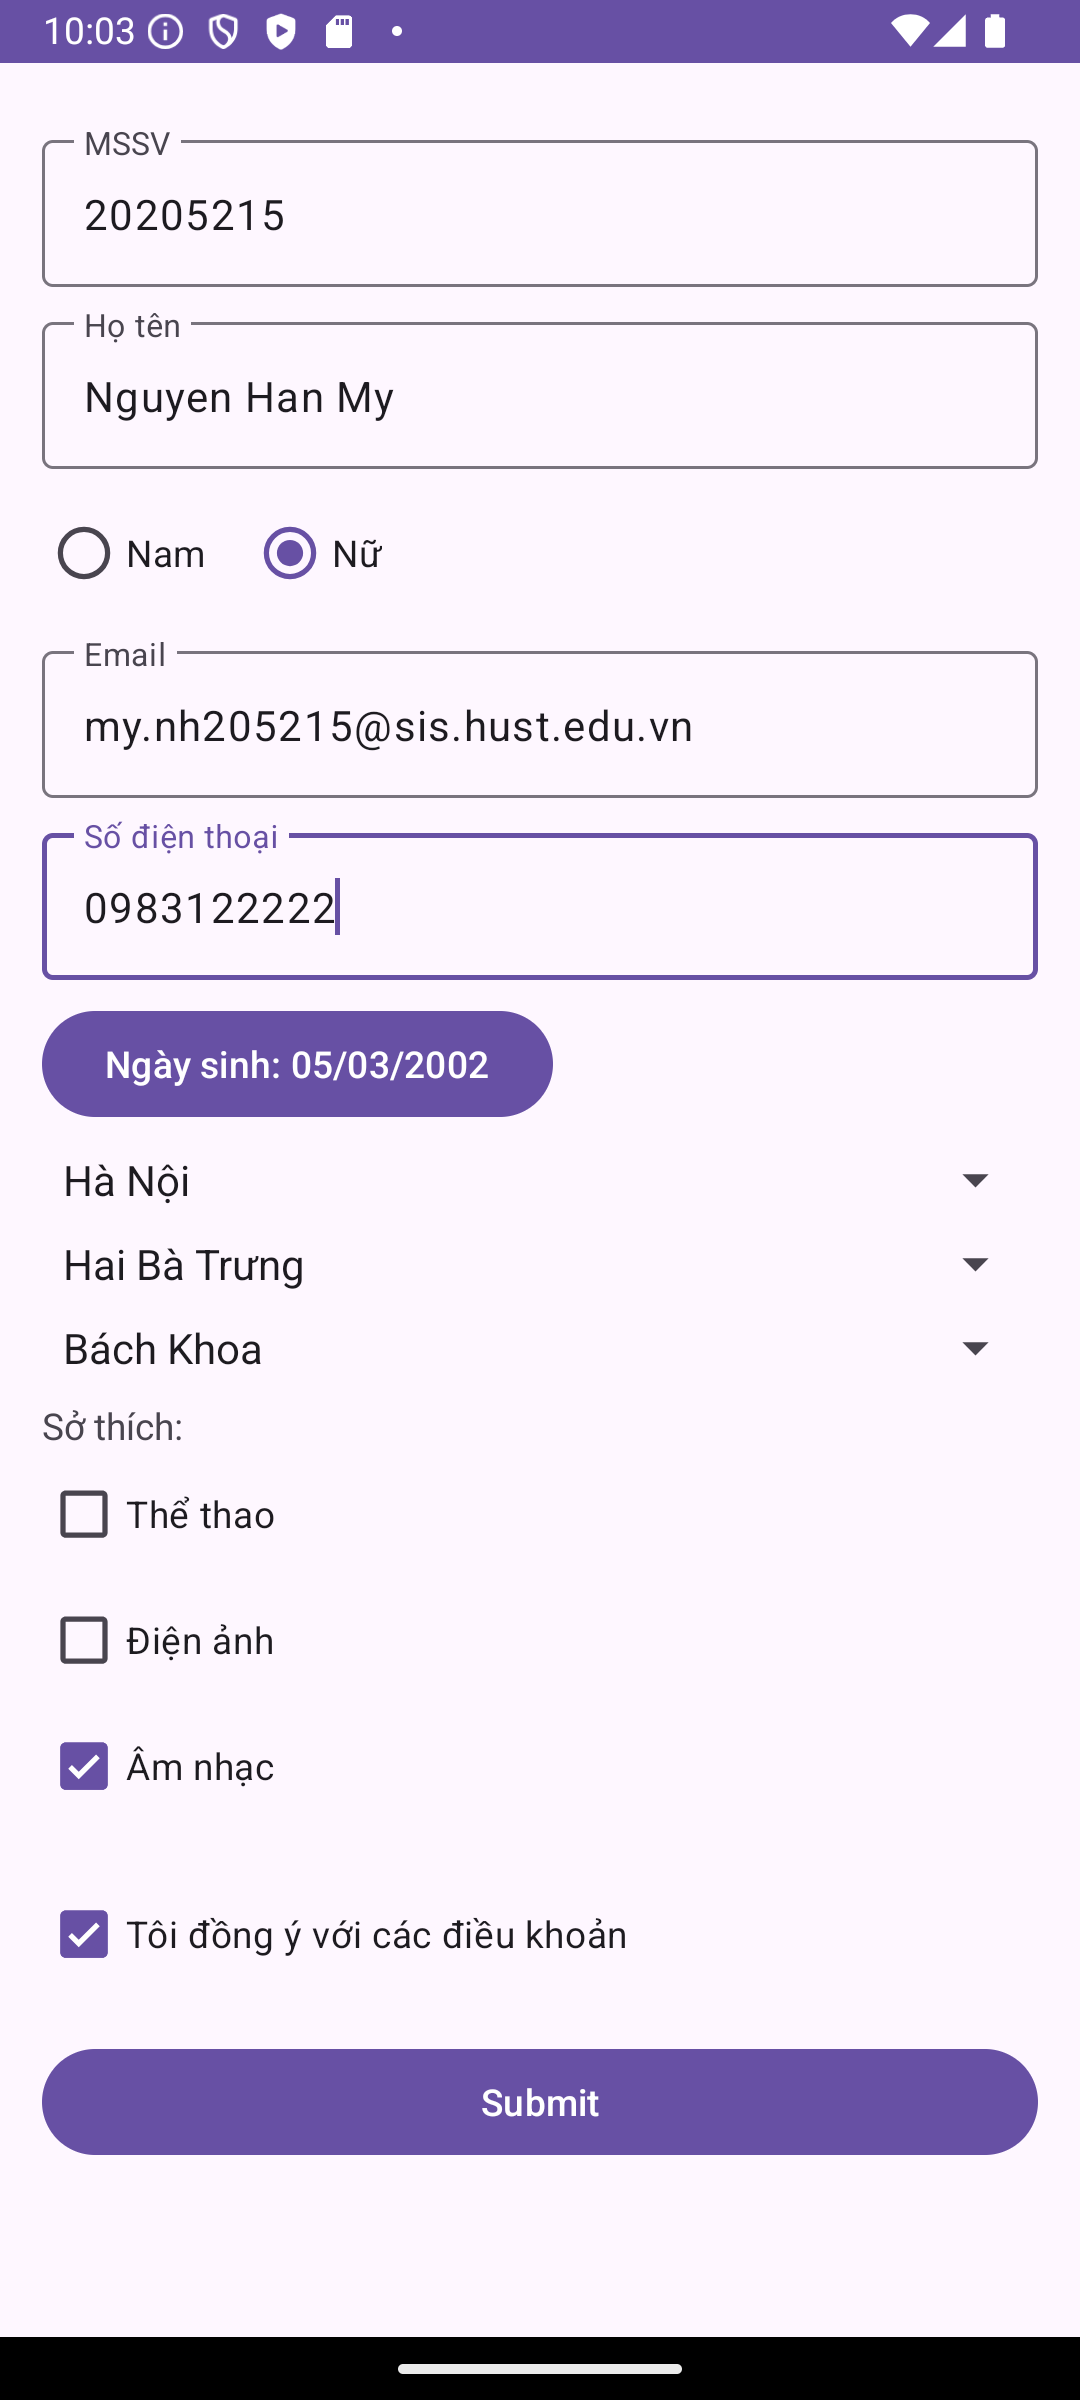 10:03
MSSV
20205215
Họ tên
Nguyen Han My
Nam Nữ
Email
my.nh205215@sis.hust.edu.vn
Số điện thoại
0983122222
Ngày sinh: 05/03/2002
Hà Nội
Hai Bà Trưng
Bách Khoa
Sở thích:
Thể thao
Điện ảnh
Âm nhạc
Tôi đồng ý với các điều khoản
Submit